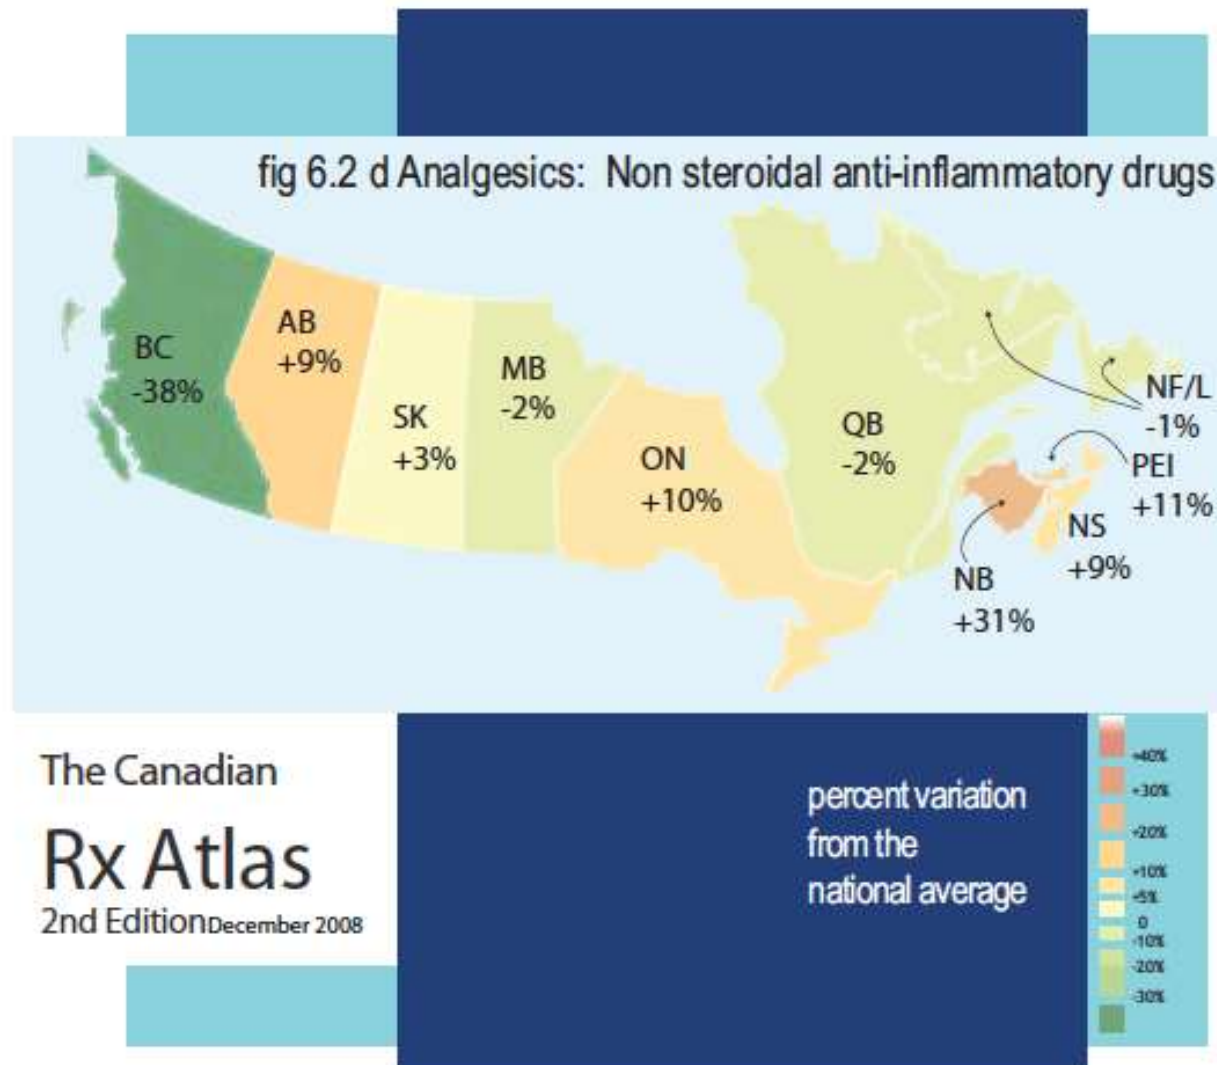 fig 6.2 d Analgesics: Non steroidal anti-inflammatory drugs
BC
-38%
AB
+9%
SK
+3%
MB
-2%
ON
+10%
QB
-2%
NF/L
-1%
PEI
+11%
NS
+9%
NB
+31%
The Canadian
Rx Atlas
2nd Edition December 2008
percent variation
from the
national average
+40%
+30%
+20%
+10%
+5%
0
-10%
-20%
-30%